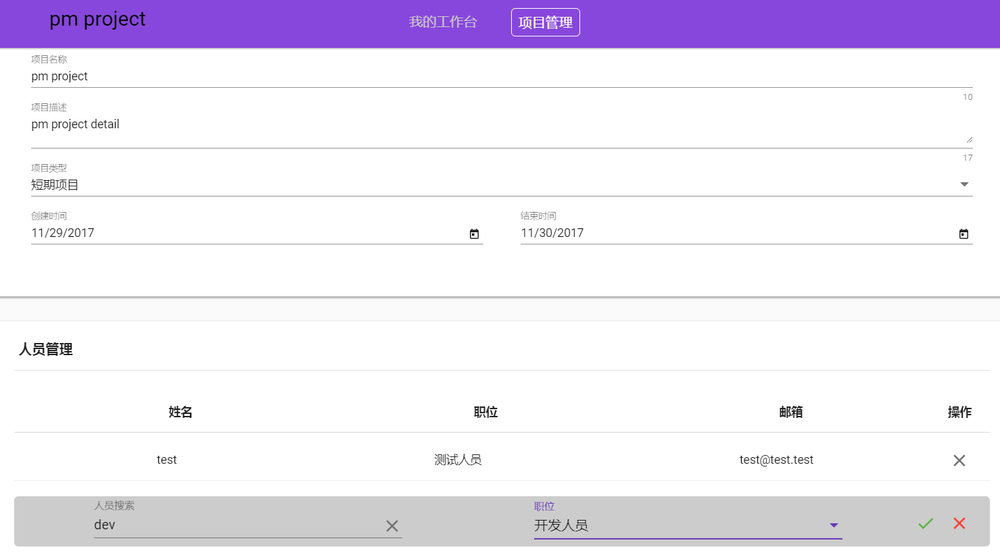 pm project
我的工作台
项目管理
项目名称
pm project
10
项目描述
pm project detail
17
项目类型
短期项目
创建时间
结束时间
11/29/2017
11/30/2017
人员管理
姓名 职位 邮箱 操作
test 测试人员 test@test.test
人员搜索
职位
dev
开发人员